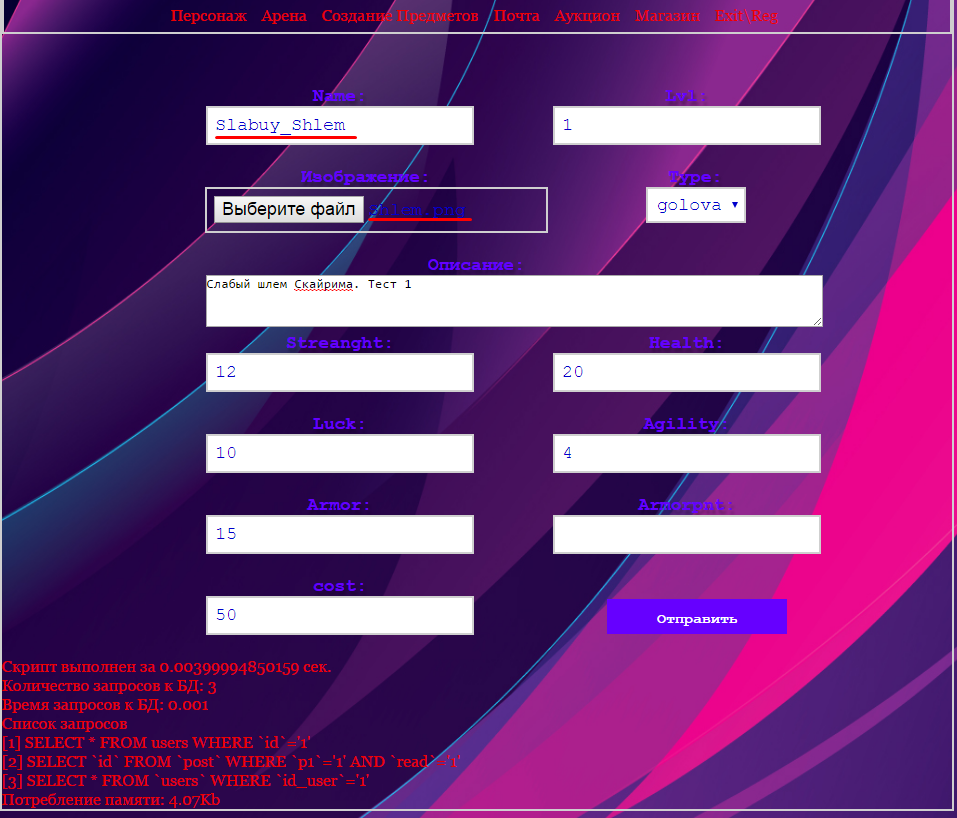 Персонаж Арена Создание Предметов Почта Аукцион Магазин Exit\Reg
Name: Lvl:
Slabuy_Shlem 1
Изображение: Type:
Выберите файл Shlem.png golova
Описание:
Слабый шлем Скайрима. Тест 1
Streanght: Health:
12 20
Luck: Agility:
10 4
Armor: Armorpnt:
15
cost:
50 Отправить
Скрипт выполнен за 0.00399994850159 сек.
Количество запросов к БД: 3
Время запросов к БД: 0.001
Список запросов
[1] SELECT * FROM users WHERE `id`='1'
[2] SELECT `id` FROM `post` WHERE `p1`='1' AND `read`='1'
[3] SELECT * FROM `users` WHERE `id_user`='1'
Потребление памяти: 4.07Kb